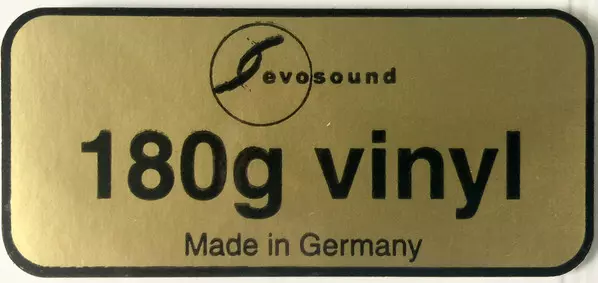 evosound
180g vinyl
Made in Germany